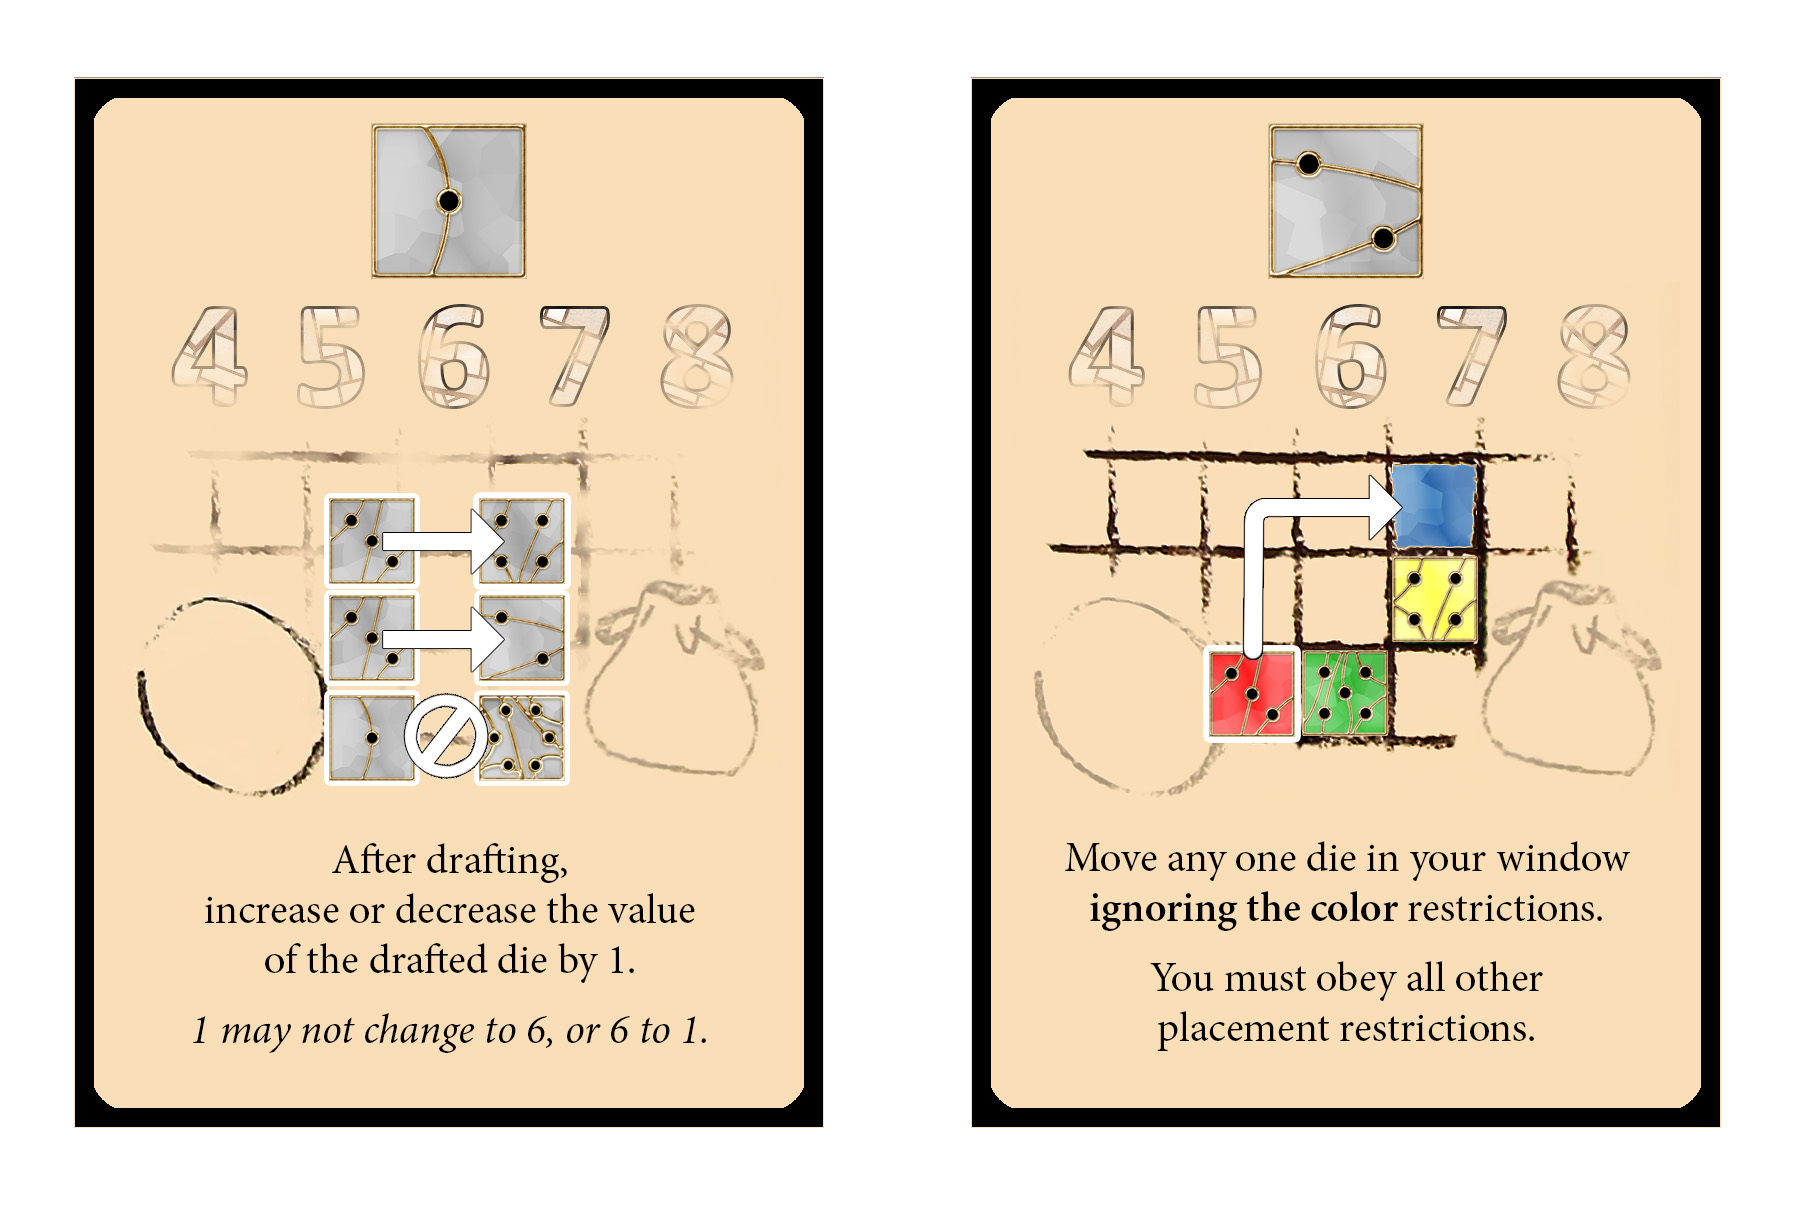 4 5 6 7 8
After drafting,
increase or decrease the value
of the drafted die by 1.
1 may not change to 6, or 6 to 1.
4 5 6 7 8
Move any one die in your window
ignoring the color restrictions.
You must obey all other
placement restrictions.